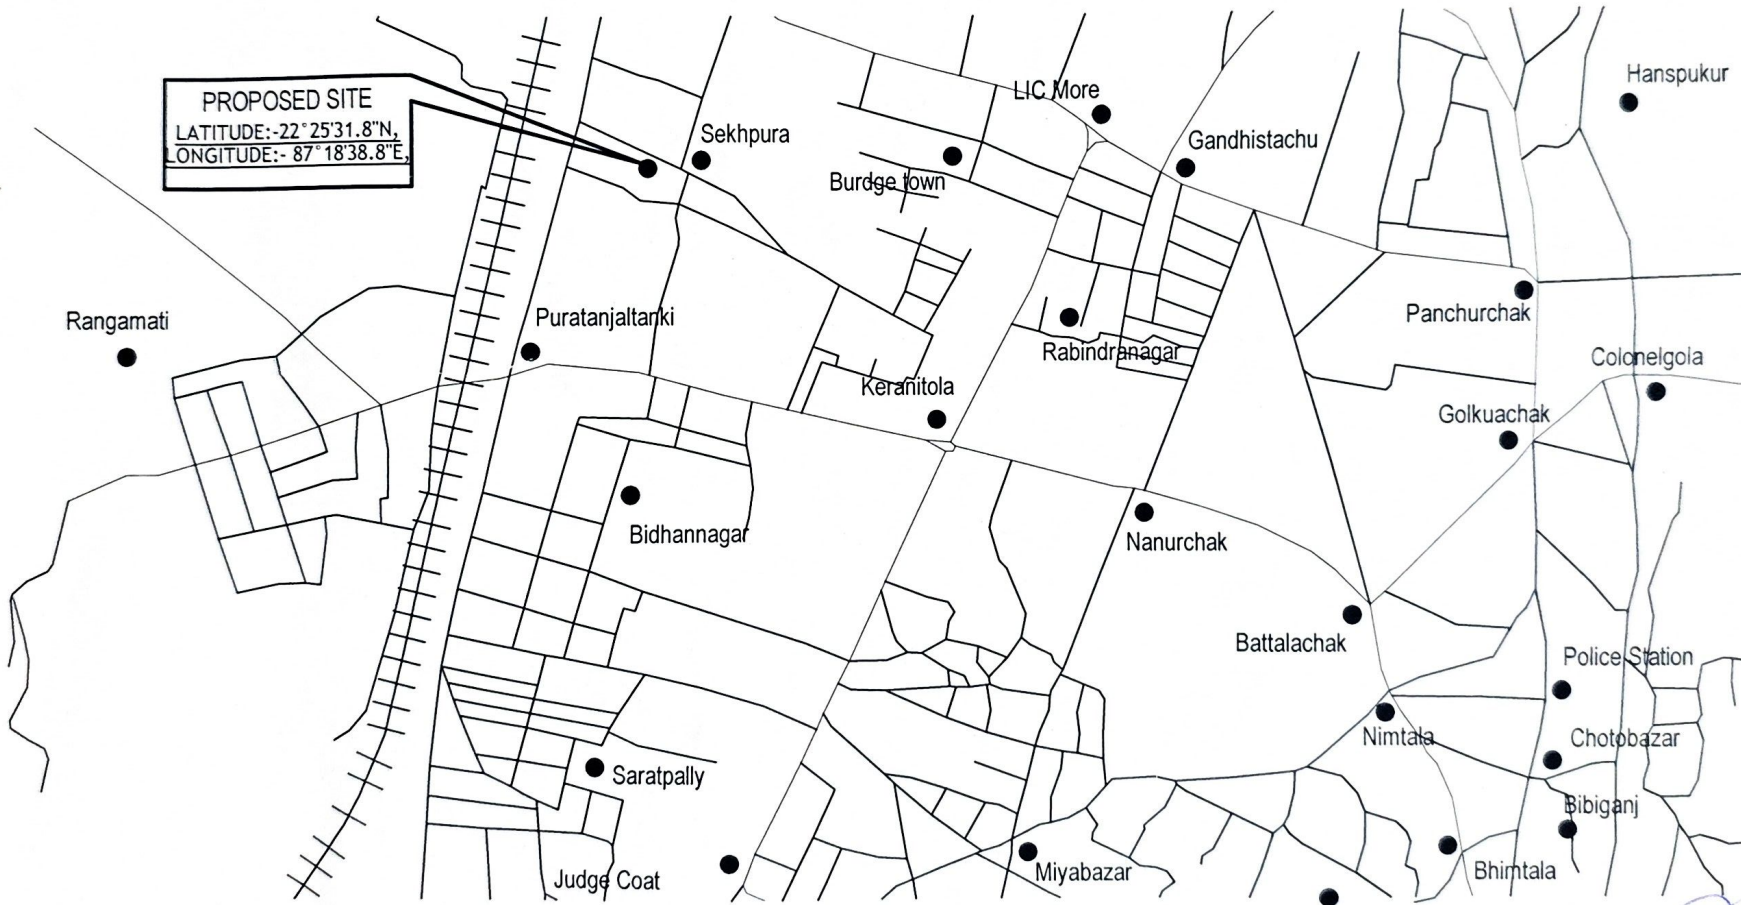 Hanspukur
PROPOSED SITE
LATITUDE:-22°25'31.8"N,
LONGITUDE:- 87°18'38.8"E,
LIC More
Sekhpura
Gandhistachu
Burdge town
Rangamati
Puratanjaltanki
Panchurchak
Rabindranagar
Colonelgola
Keranitola
Golkuachak
Bidhannagar
Nanurchak
Battalachak
Police Station
Nimtala
Chotobazar
Saratpally
Bibiganj
Judge Coat
Miyabazar
Bhimtala